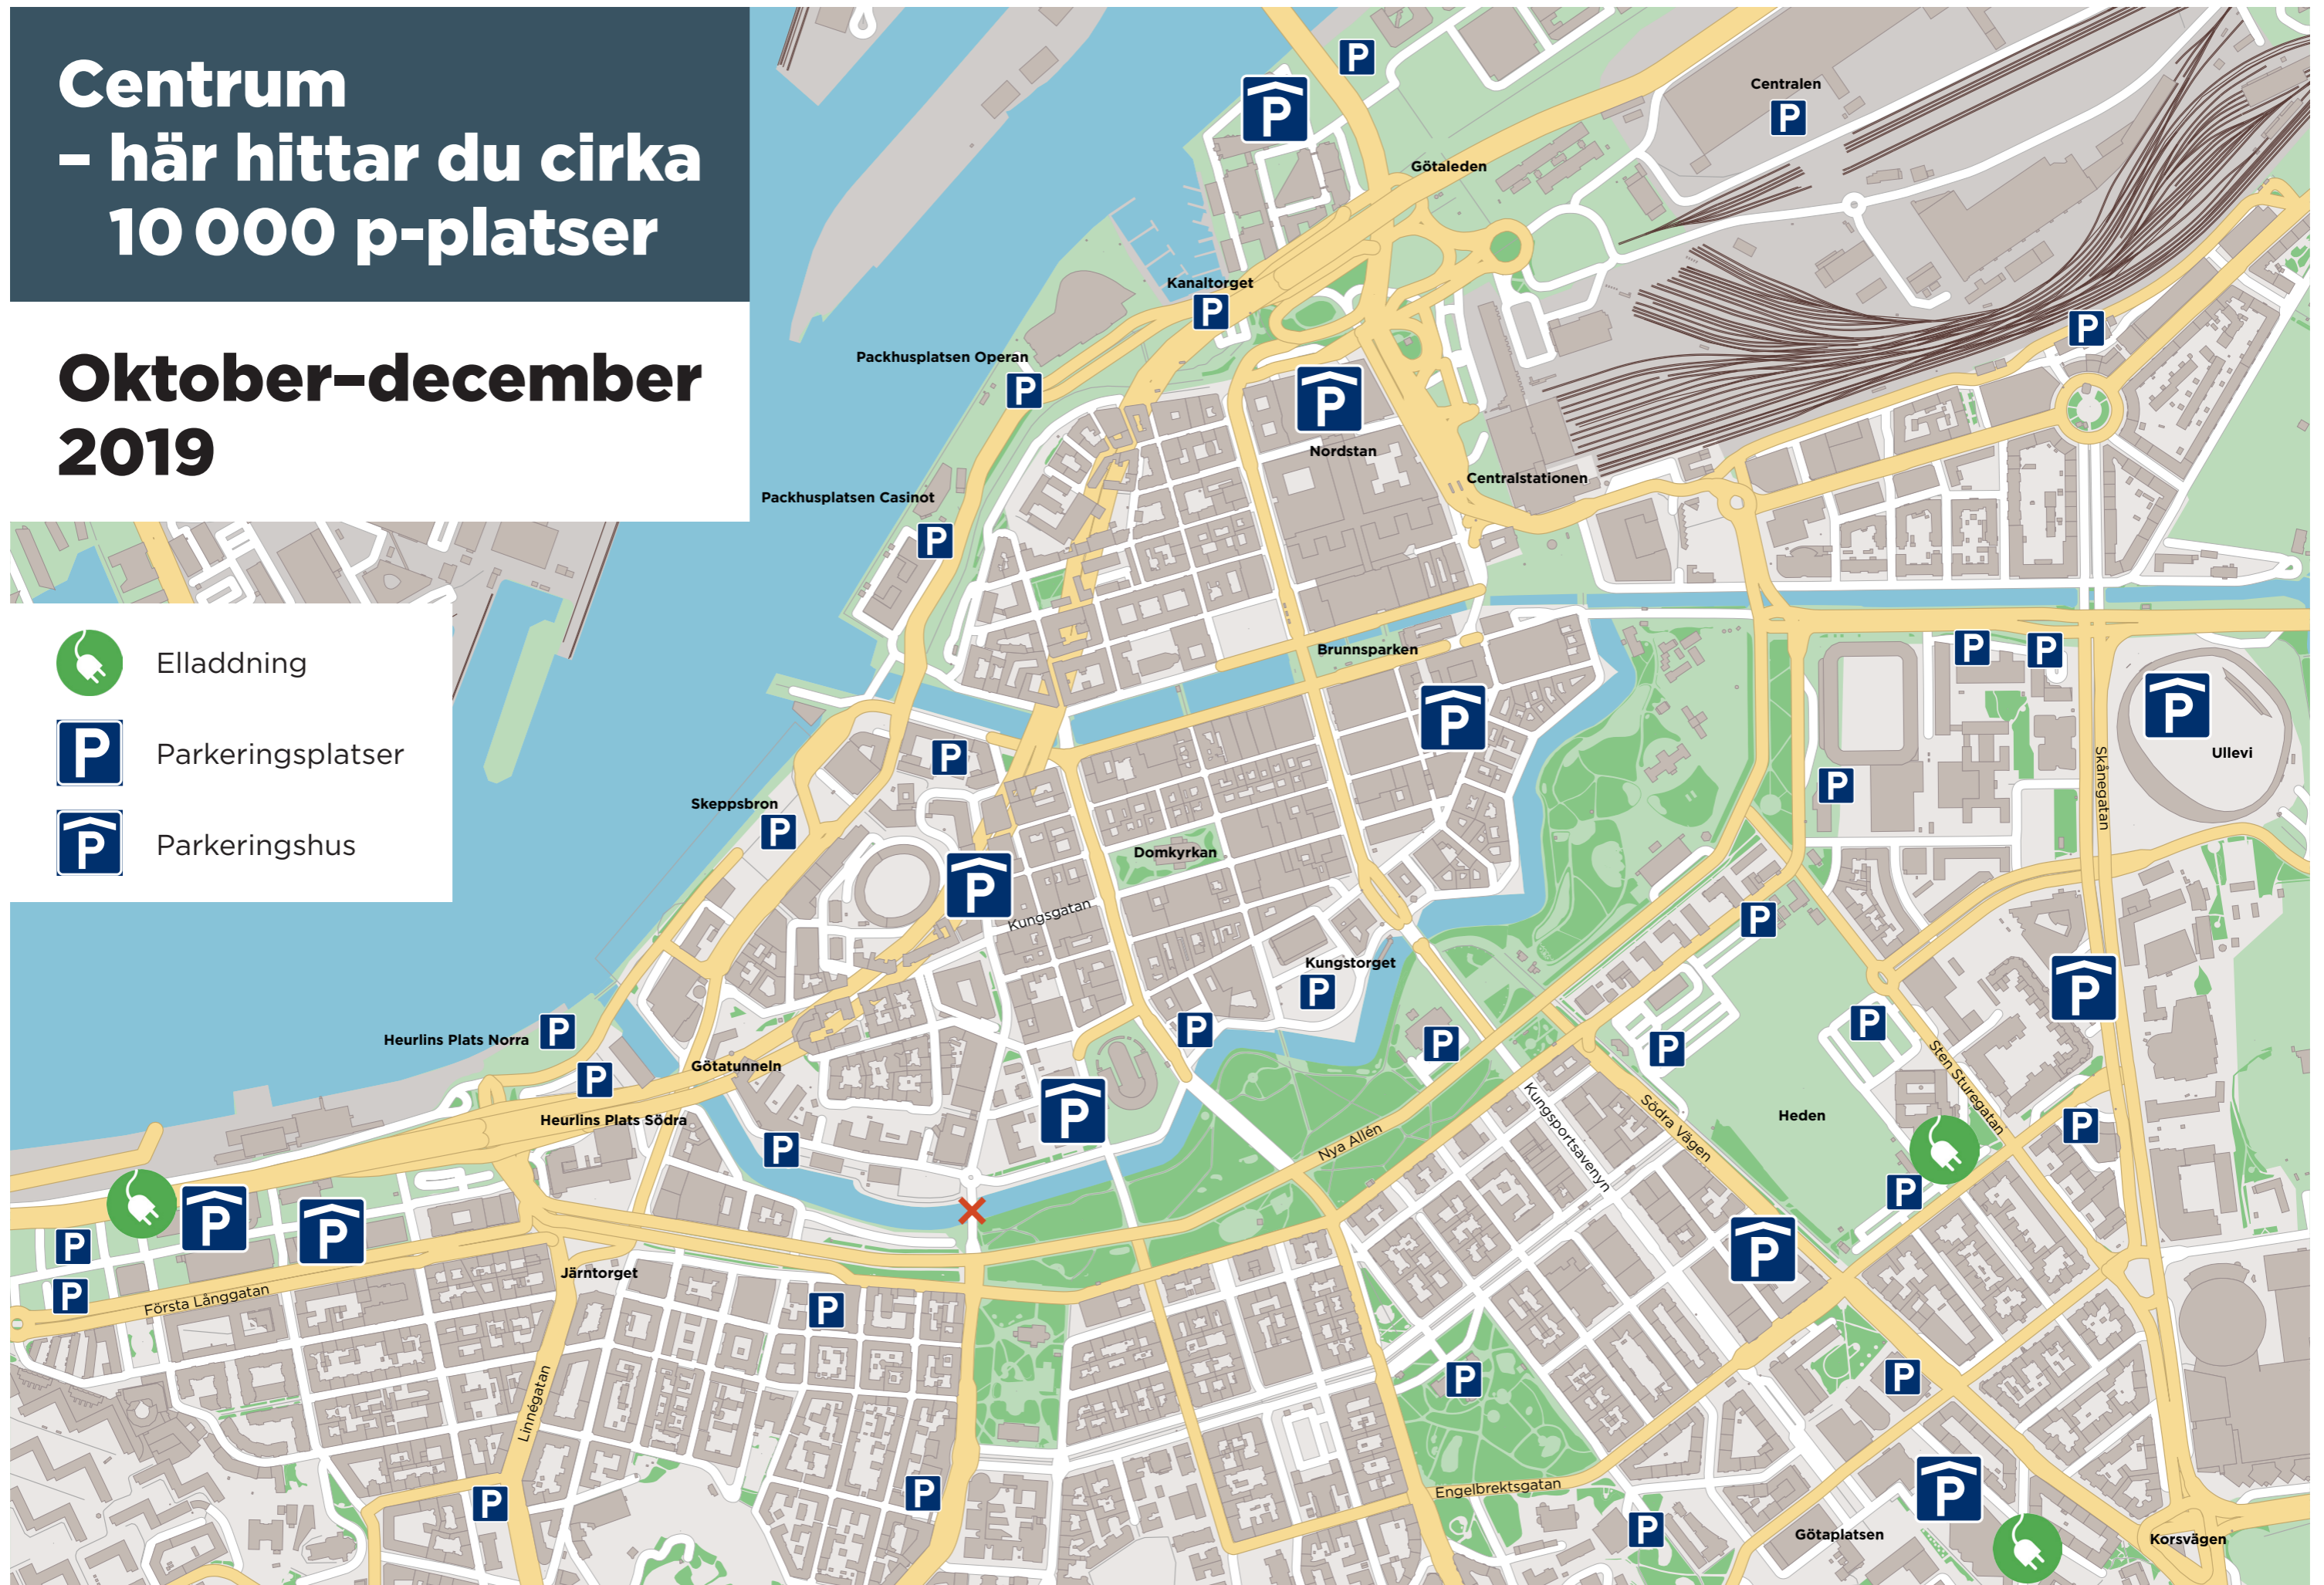 Centrum
– här hittar du cirka
10 000 p-platser
Oktober–december
2019
Elladdning
P
Parkeringsplatser
P
Parkeringshus
P
P
Centralen
P
Götaleden
Kanaltorget
P
P
Packhusplatsen Operan
P
P
Nordstan
Centralstationen
Packhusplatsen Casinot
P
Brunnsparken
P
P
P
P
Ullevi
Skånegatan
P
P
Skeppsbron
P
Domkyrkan
P
Kungsgatan
P
Kungstorget
P
P
P
P
P
P
Heurlins Plats Norra
P
Sten Sturegatan
Götatunneln
P
Heurlins Plats Södra
P
Kungsportsavenyn
Södra Vägen
Heden
P
Nya Allén
P
P
P
P
P
P
P
Järntorget
Första Långgatan
P
P
Linnégatan
P
P
P
P
Engelbrektsgatan
P
P
Götaplatsen
Korsvägen